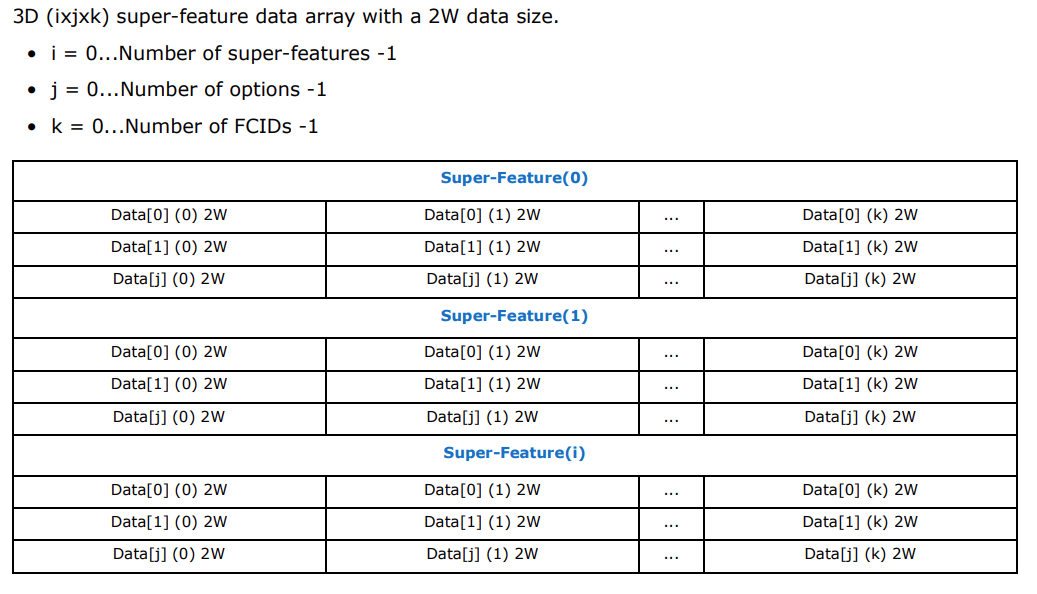 3D (ixjxk) super-feature data array with a 2W data size.
• i = 0...Number of super-features -1
• j = 0...Number of options -1
• k = 0...Number of FCIDs -1
Super-Feature(0)
Data[0] (0) 2W Data[0] (1) 2W ... Data[0] (k) 2W
Data[1] (0) 2W Data[1] (1) 2W ... Data[1] (k) 2W
Data[j] (0) 2W Data[j] (1) 2W ... Data[j] (k) 2W
Super-Feature(1)
Data[0] (0) 2W Data[0] (1) 2W ... Data[0] (k) 2W
Data[1] (0) 2W Data[1] (1) 2W ... Data[1] (k) 2W
Data[j] (0) 2W Data[j] (1) 2W ... Data[j] (k) 2W
Super-Feature(i)
Data[0] (0) 2W Data[0] (1) 2W ... Data[0] (k) 2W
Data[1] (0) 2W Data[1] (1) 2W ... Data[1] (k) 2W
Data[j] (0) 2W Data[j] (1) 2W ... Data[j] (k) 2W